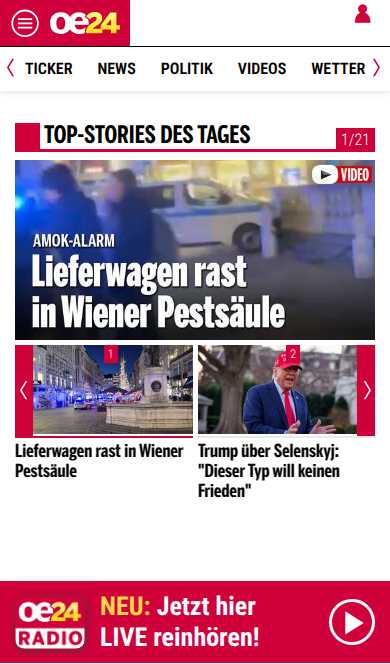 oe24
TICKER NEWS POLITIK VIDEOS WETTER
TOP-STORIES DES TAGES
1/21
VIDEO
AMOK-ALARM
Lieferwagen rast
in Wiener Pestsäule
1
2
Lieferwagen rast in Wiener
Pestsäule
Trump über Selenskyj:
"Dieser Typ will keinen
Frieden"
oe24
RADIO
NEU: Jetzt hier
LIVE reinhören!